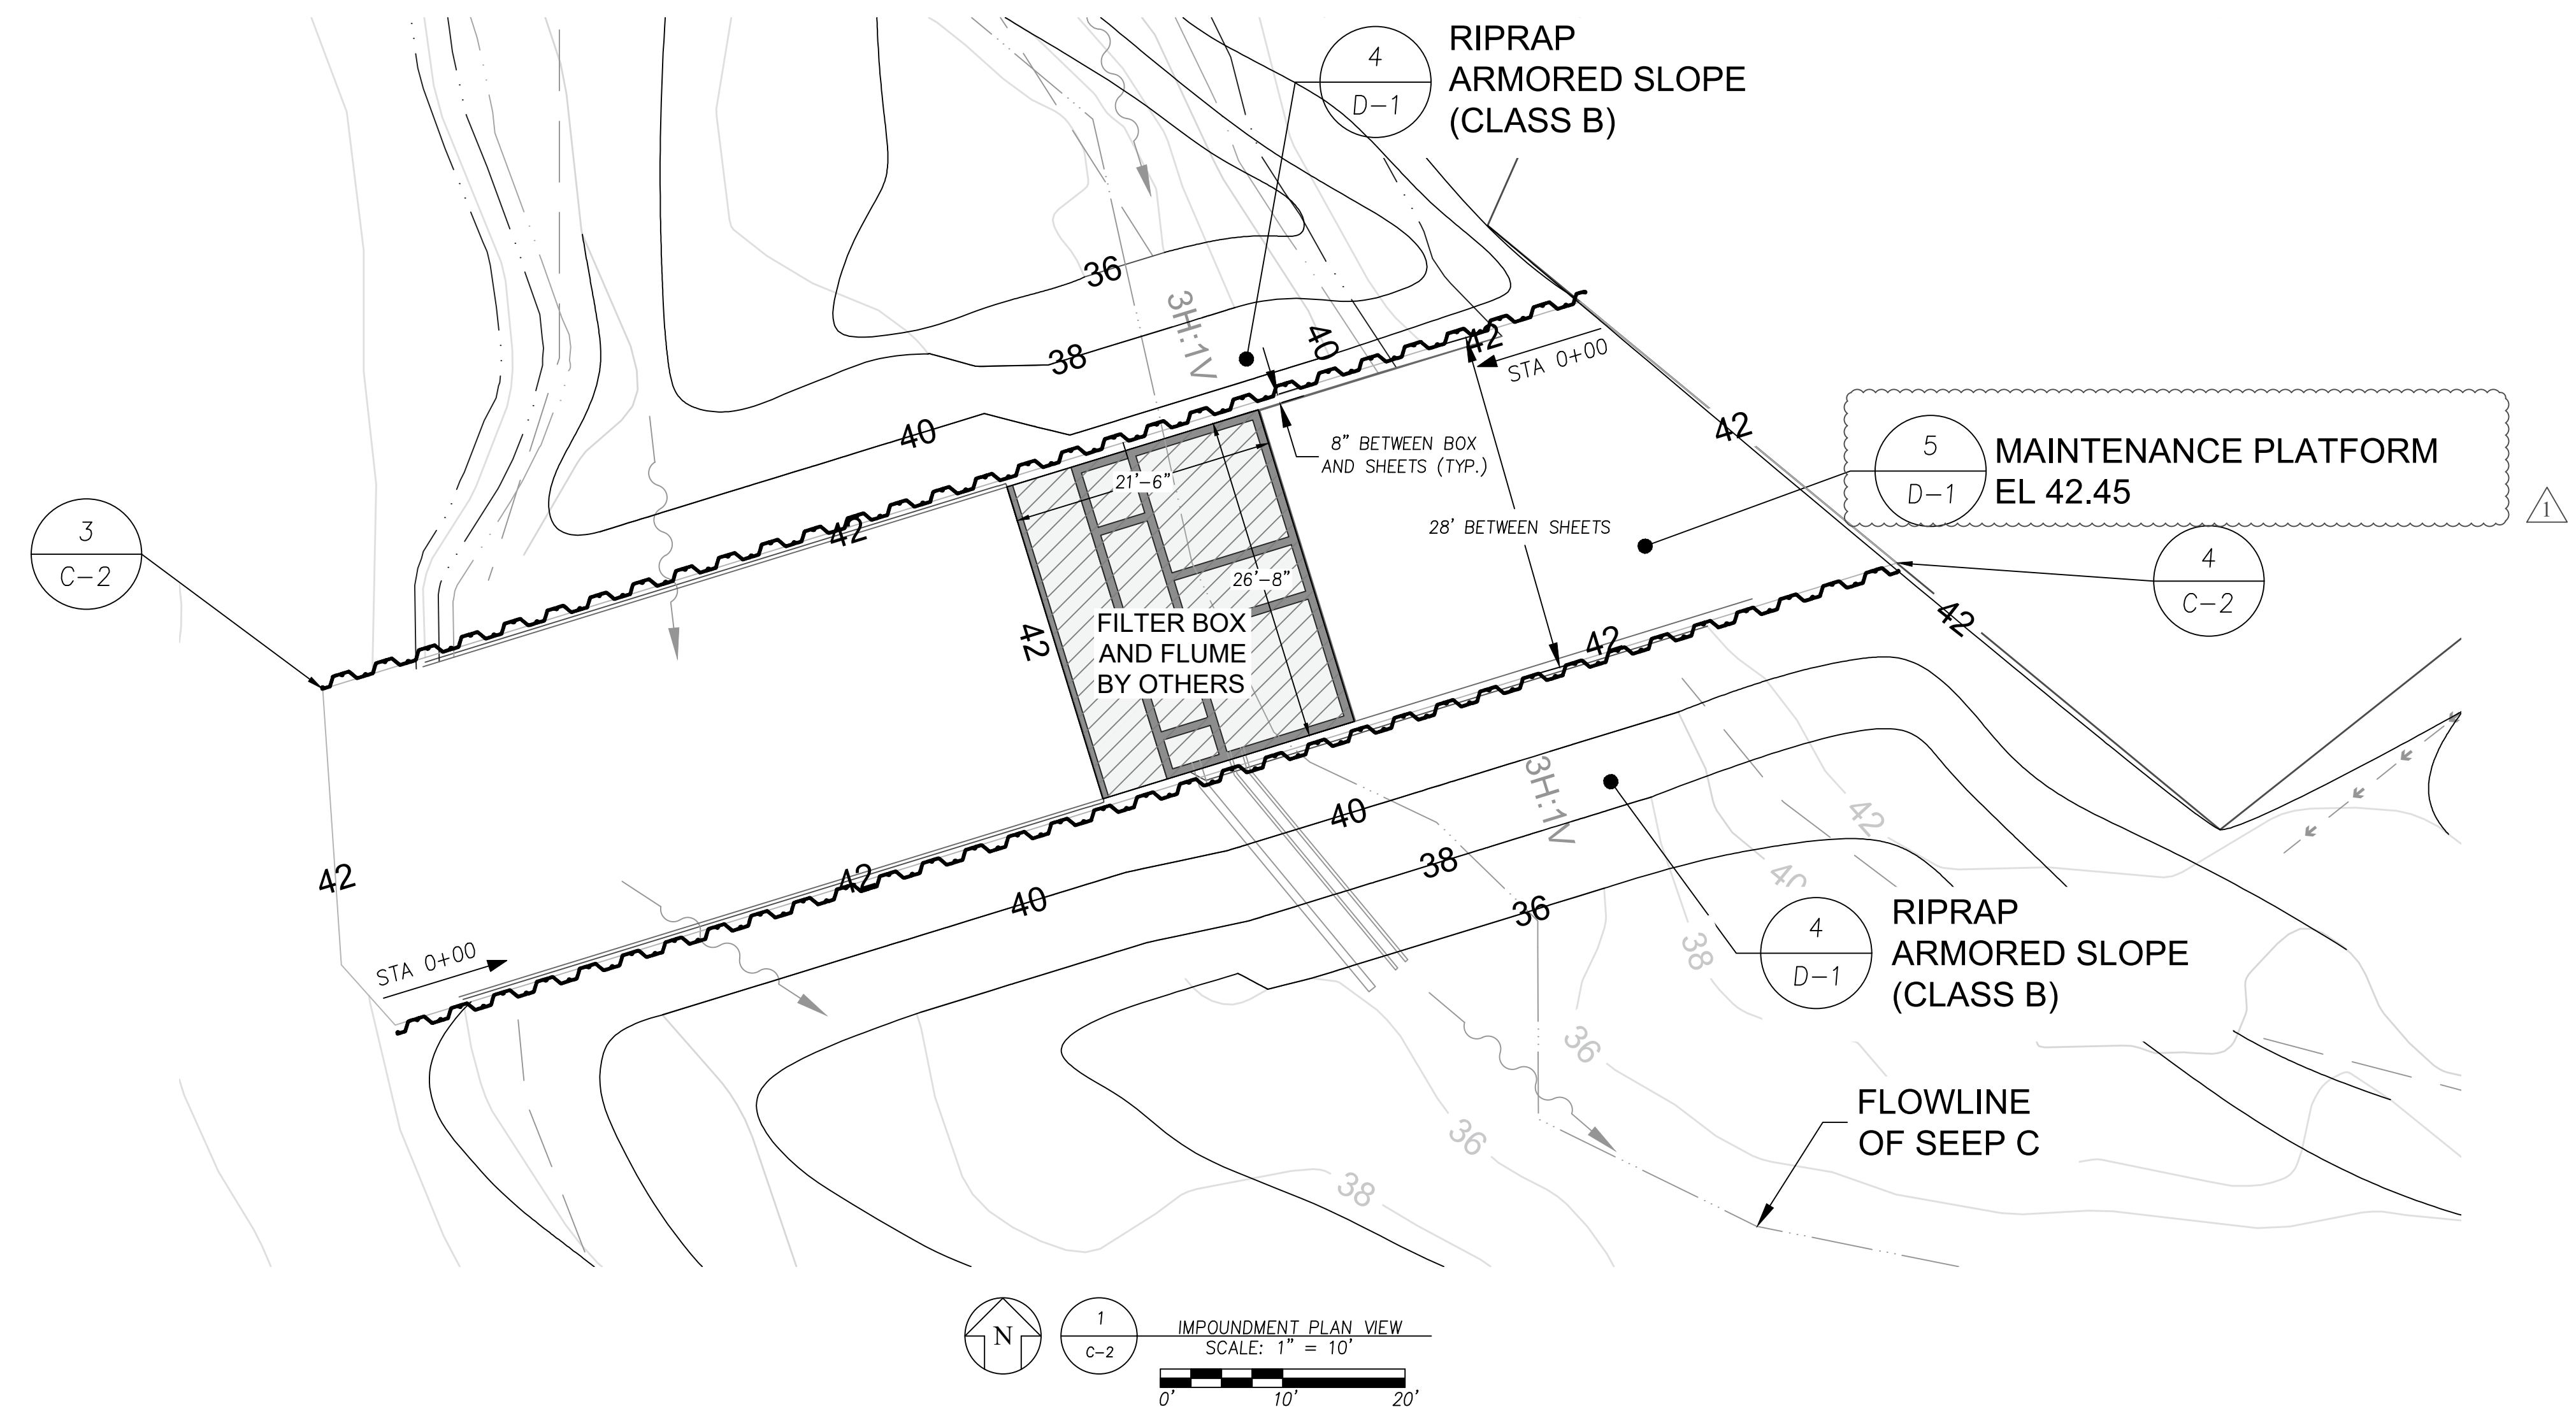 4
D-1
RIPRAP
ARMORED SLOPE
(CLASS B)
36
3H:1V
38
40
42
STA 0+00
40
42
5
D-1
MAINTENANCE PLATFORM
EL 42.45
1
8" BETWEEN BOX
AND SHEETS (TYP.)
21'-6"
3
C-2
42
28' BETWEEN SHEETS
4
C-2
26'-8"
42
FILTER BOX
AND FLUME
BY OTHERS
42
42
3H:1V
40
42
38
42
42
40
40
36
4
D-1
RIPRAP
ARMORED SLOPE
(CLASS B)
38
STA 0+00
36
FLOWLINE
OF SEEP C
36
38
N
1
C-2
IMPOUNDMENT PLAN VIEW
SCALE: 1" = 10'
0'
10'
20'